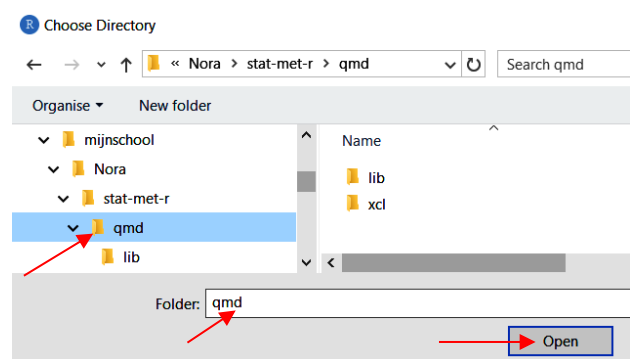 R Choose Directory
« Nora > stat-met-r > qmd Search qmd
Organise New folder
mijnschool
Nora
stat-met-r
qmd
lib
Name
lib
xcl
Folder: qmd
Open